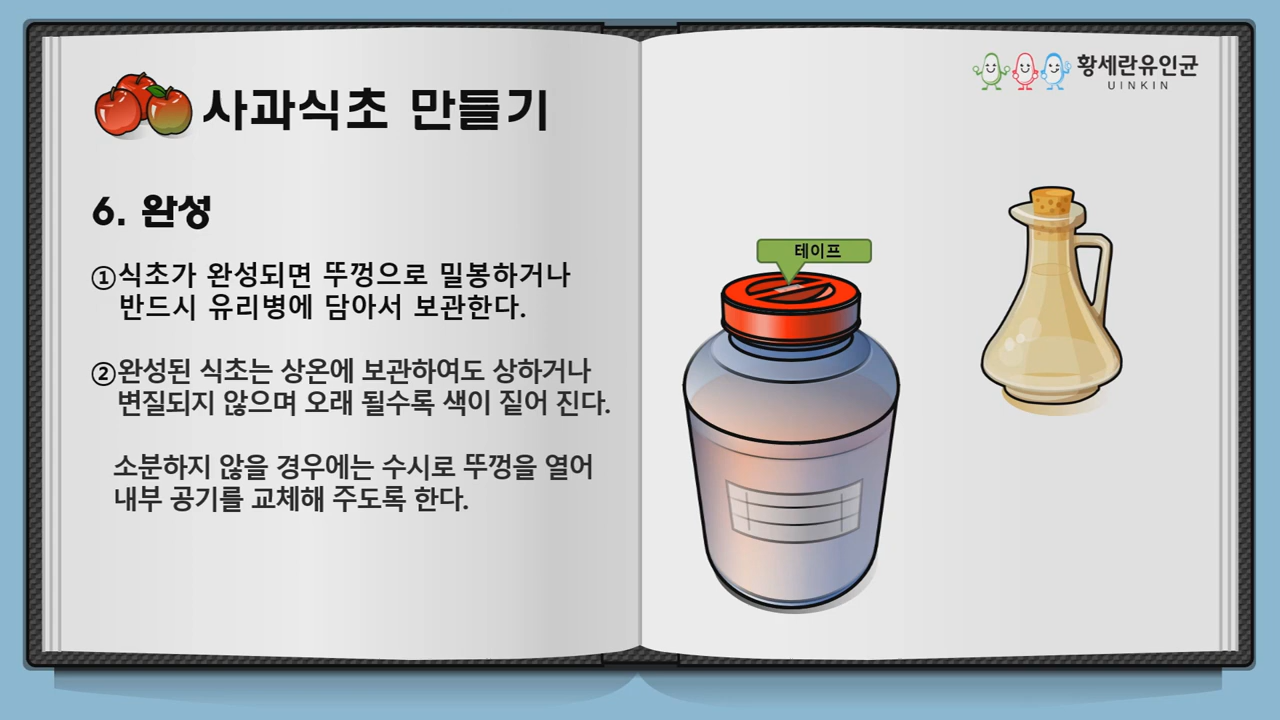 사과식초 만들기
6. 완성
①식초가 완성되면 뚜껑으로 밀봉하거나
반드시 유리병에 담아서 보관한다.
②완성된 식초는 상온에 보관하여도 상하거나
변질되지 않으며 오래 될수록 색이 짙어 진다.
소분하지 않을 경우에는 수시로 뚜껑을 열어
내부 공기를 교체해 주도록 한다.
황세란유인균
UINKIN
테이프